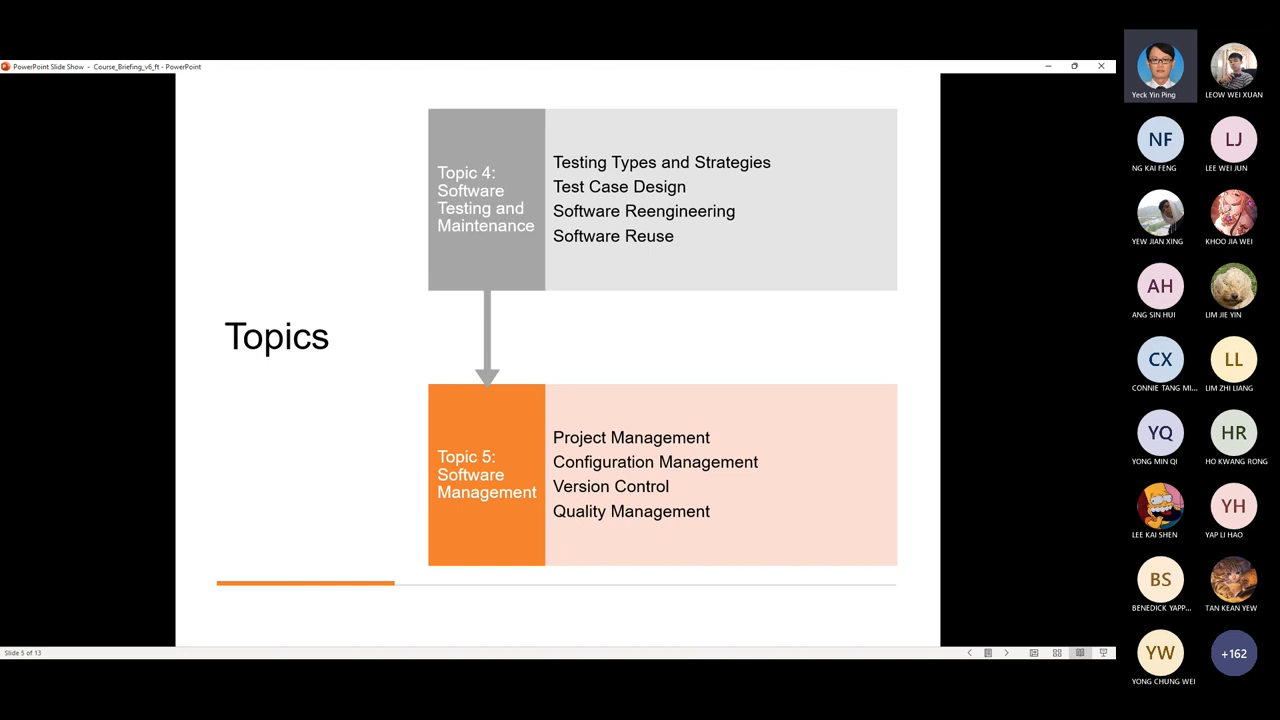 PowerPoint Slide Show - Course_Briefing_v6_ft - PowerPoint
Topics
Topic 4:
Software
Testing and
Maintenance
Testing Types and Strategies
Test Case Design
Software Reengineering
Software Reuse
Topic 5:
Software
Management
Project Management
Configuration Management
Version Control
Quality Management
Slide 5 of 13
Yeck Yin Ping
LEOW WEI XUAN
NF
NG KAI FENG
LJ
LEE WEI JUN
YEW JIAN XING
KHOO JIA WEI
AH
ANG SIN HUI
LIM JIE YIN
CX
CONNIE TANG MI...
LL
LIM ZHI LIANG
YQ
YONG MIN QI
HR
HO KWANG RONG
LEE KAI SHEN
YH
YAP LI HAO
BS
BENEDICK YAPP...
TAN KEAN YEW
YW
YONG CHUNG WEI
+162